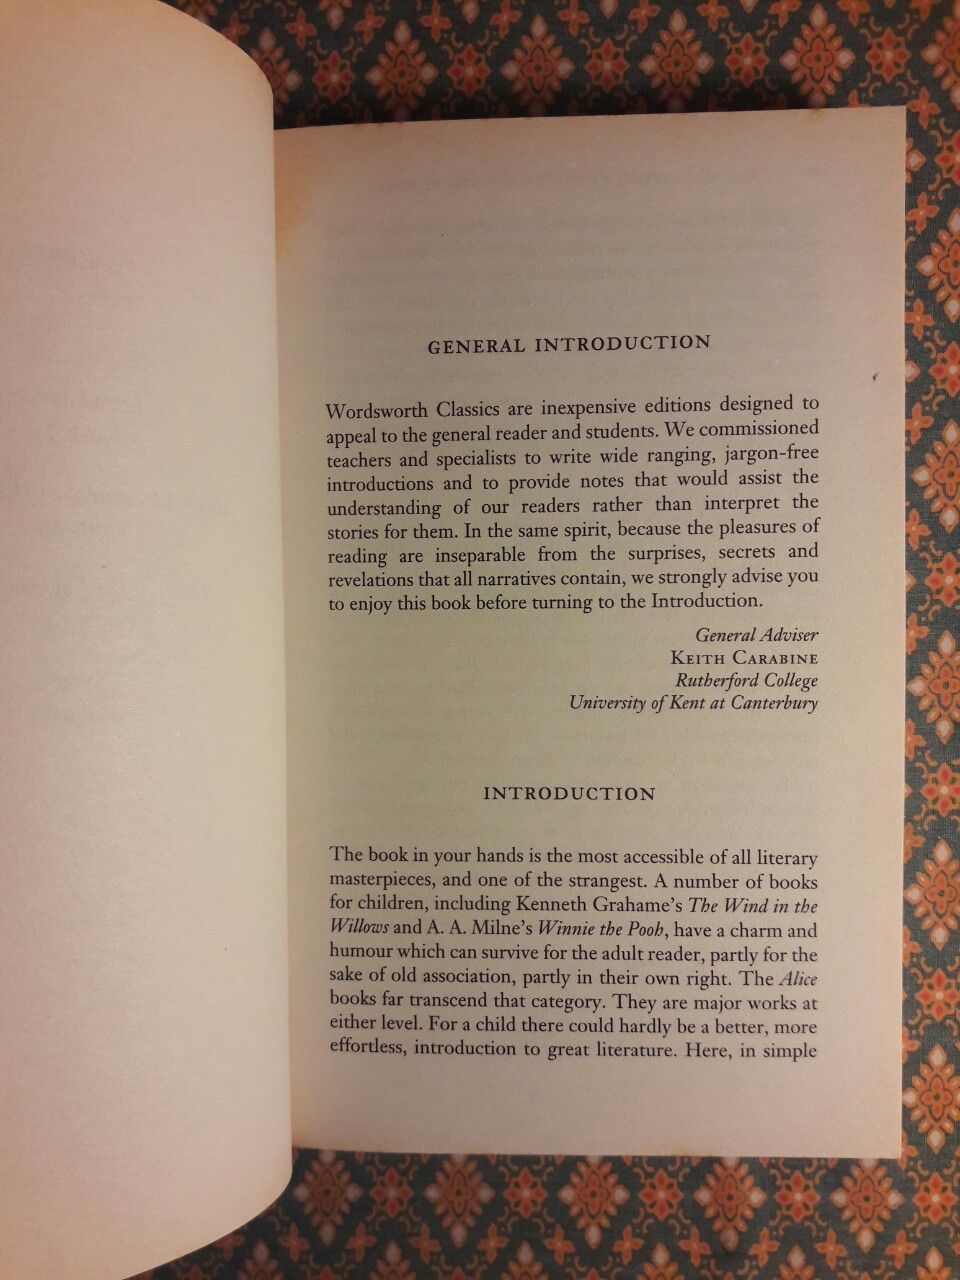 GENERAL INTRODUCTION
Wordsworth Classics are inexpensive editions designed to
appeal to the general reader and students. We commissioned
teachers and specialists to write wide ranging, jargon-free
introductions and to provide notes that would assist the
understanding of our readers rather than interpret the
stories for them. In the same spirit, because the pleasures of
reading are inseparable from the surprises, secrets and
revelations that all narratives contain, we strongly advise you
to enjoy this book before turning to the Introduction.
General Adviser
KEITH CARABINE
Rutherford College
University of Kent at Canterbury
INTRODUCTION
The book in your hands is the most accessible of all literary
masterpieces, and one of the strangest. A number of books
for children, including Kenneth Grahame's The Wind in the
Willows and A. A. Milne's Winnie the Pooh, have a charm and
humour which can survive for the adult reader, partly for the
sake of old association, partly in their own right. The Alice
books far transcend that category. They are major works at
either level. For a child there could hardly be a better, more
effortless, introduction to great literature. Here, in simple